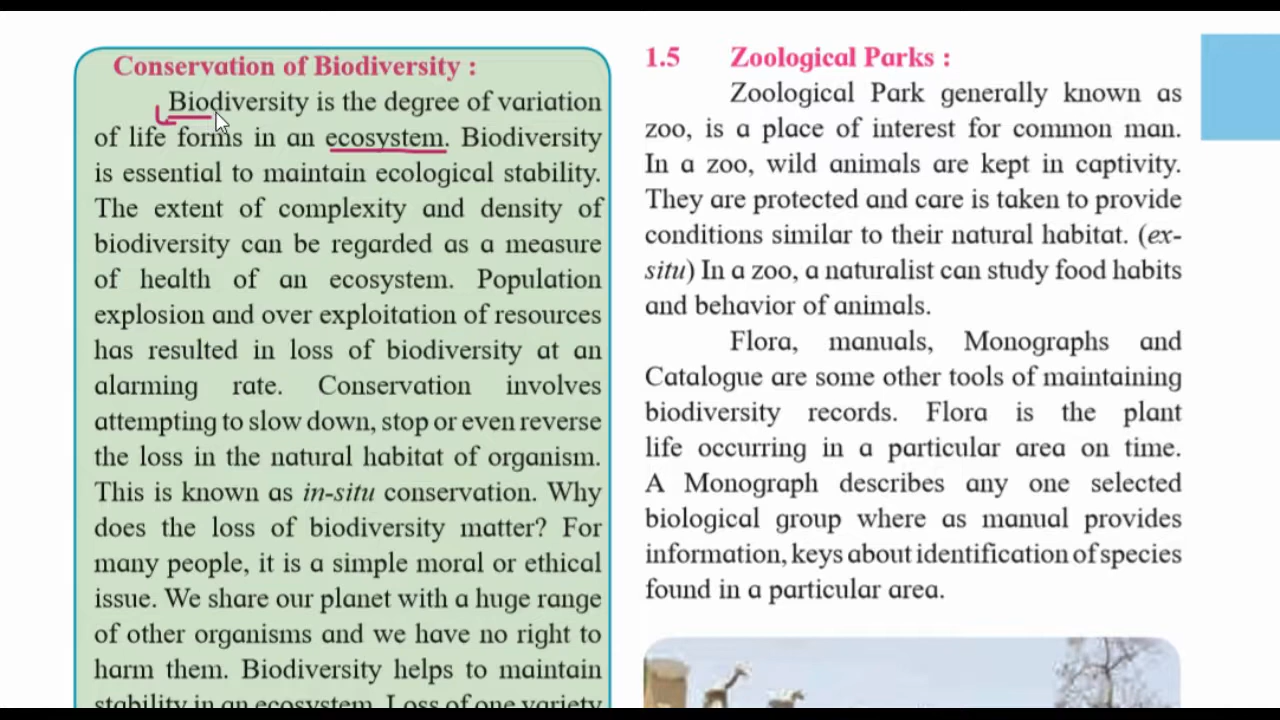 Conservation of Biodiversity :
Biodiversity is the degree of variation
of life forms in an ecosystem. Biodiversity
is essential to maintain ecological stability.
The extent of complexity and density of
biodiversity can be regarded as a measure
of health of an ecosystem. Population
explosion and over exploitation of resources
has resulted in loss of biodiversity at an
alarming rate. Conservation involves
attempting to slow down, stop or even reverse
the loss in the natural habitat of organism.
This is known as in-situ conservation. Why
does the loss of biodiversity matter? For
many people, it is a simple moral or ethical
issue. We share our planet with a huge range
of other organisms and we have no right to
harm them. Biodiversity helps to maintain
stability in an ecosystem. Loss of one variety
1.5 Zoological Parks :
Zoological Park generally known as
zoo, is a place of interest for common man.
In a zoo, wild animals are kept in captivity.
They are protected and care is taken to provide
conditions similar to their natural habitat. (ex-
situ) In a zoo, a naturalist can study food habits
and behavior of animals.
Flora, manuals, Monographs and
Catalogue are some other tools of maintaining
biodiversity records. Flora is the plant
life occurring in a particular area on time.
A Monograph describes any one selected
biological group where as manual provides
information, keys about identification of species
found in a particular area.